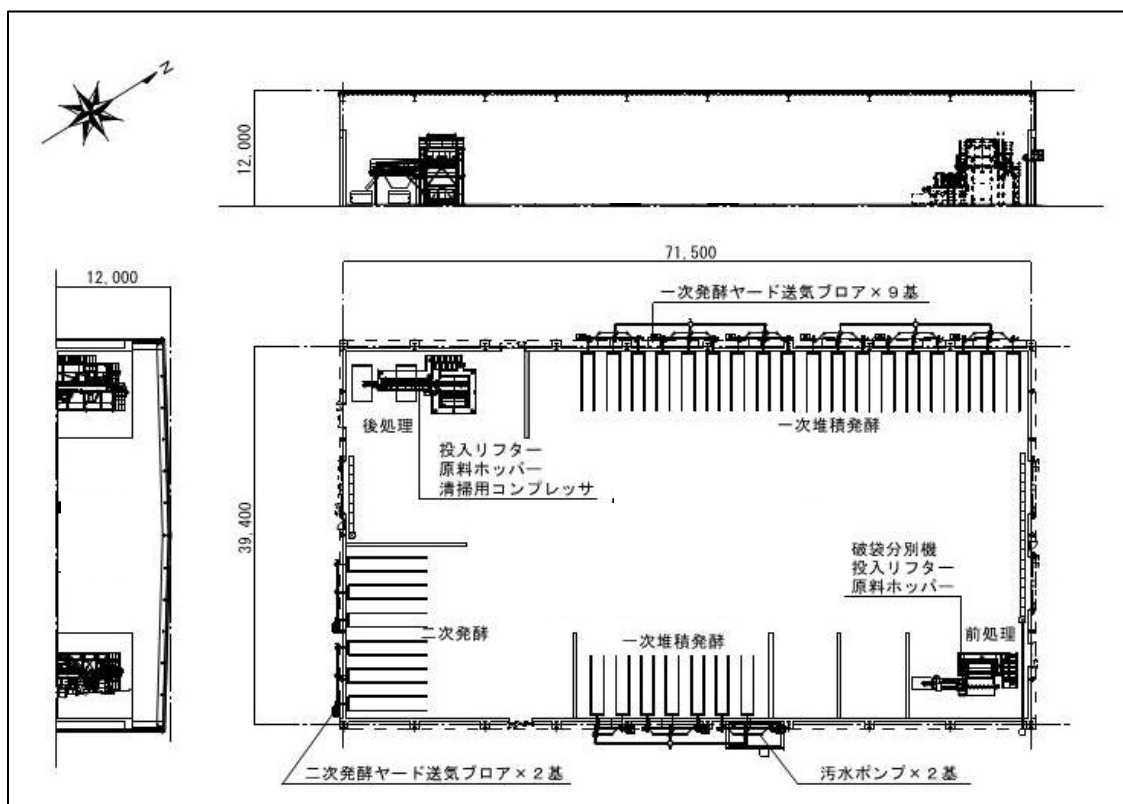 N
12,000
71,500
12,000
一次発酵ヤード送気ブロア×９基
後処理
一次堆積発酵
投入リフター
原料ホッパー
清掃用コンプレッサ
39,400
破袋分別機
投入リフター
原料ホッパー
二次発酵
一次堆積発酵
前処理
二次発酵ヤード送気ブロア×２基
汚水ポンプ×２基